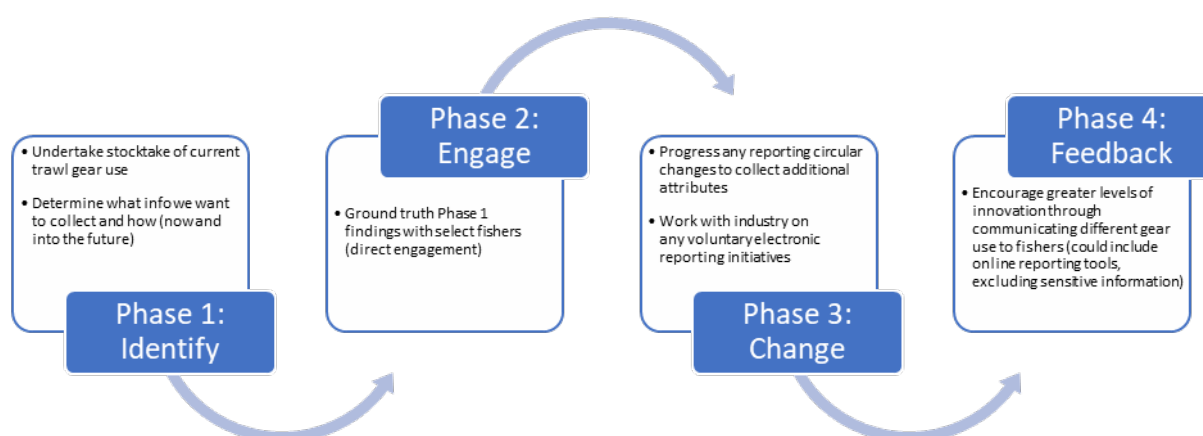 • Undertake stocktake of current
trawl gear use
• Determine what info we want
to collect and how (now and
into the future)
Phase 1:
Identify
Phase 2:
Engage
• Ground truth Phase 1
findings with select fishers
(direct engagement)
• Progress any reporting circular
changes to collect additional
attributes
• Work with industry on
any voluntary electronic
reporting initiatives
Phase 3:
Change
Phase 4:
Feedback
• Encourage greater levels of
innovation through
communicating different gear
use to fishers (could include
online reporting tools,
excluding sensitive information)